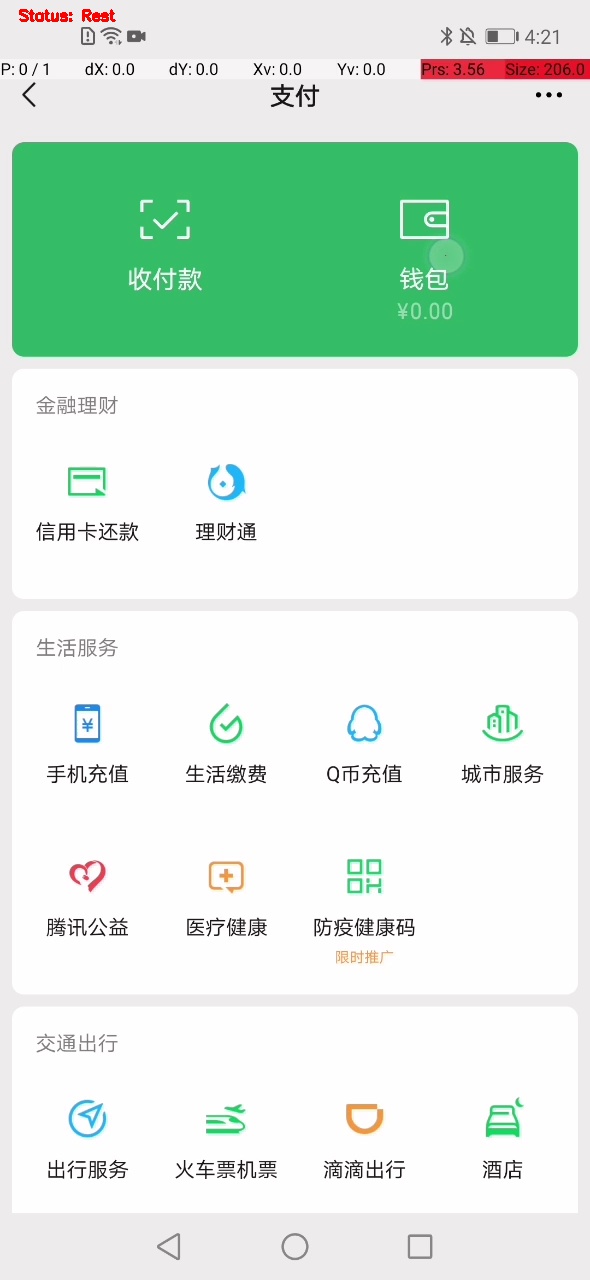 Status: Rest
4:21
P: 0 / 1 dX: 0.0 dY: 0.0 Xv: 0.0 Yv: 0.0 Prs: 3.56 Size: 206.0
支付
收付款 钱包
¥0.00
金融理财
信用卡还款 理财通
生活服务
手机充值 生活缴费 Q币充值 城市服务
腾讯公益 医疗健康 防疫健康码
限时推广
交通出行
出行服务 火车票机票 滴滴出行 酒店